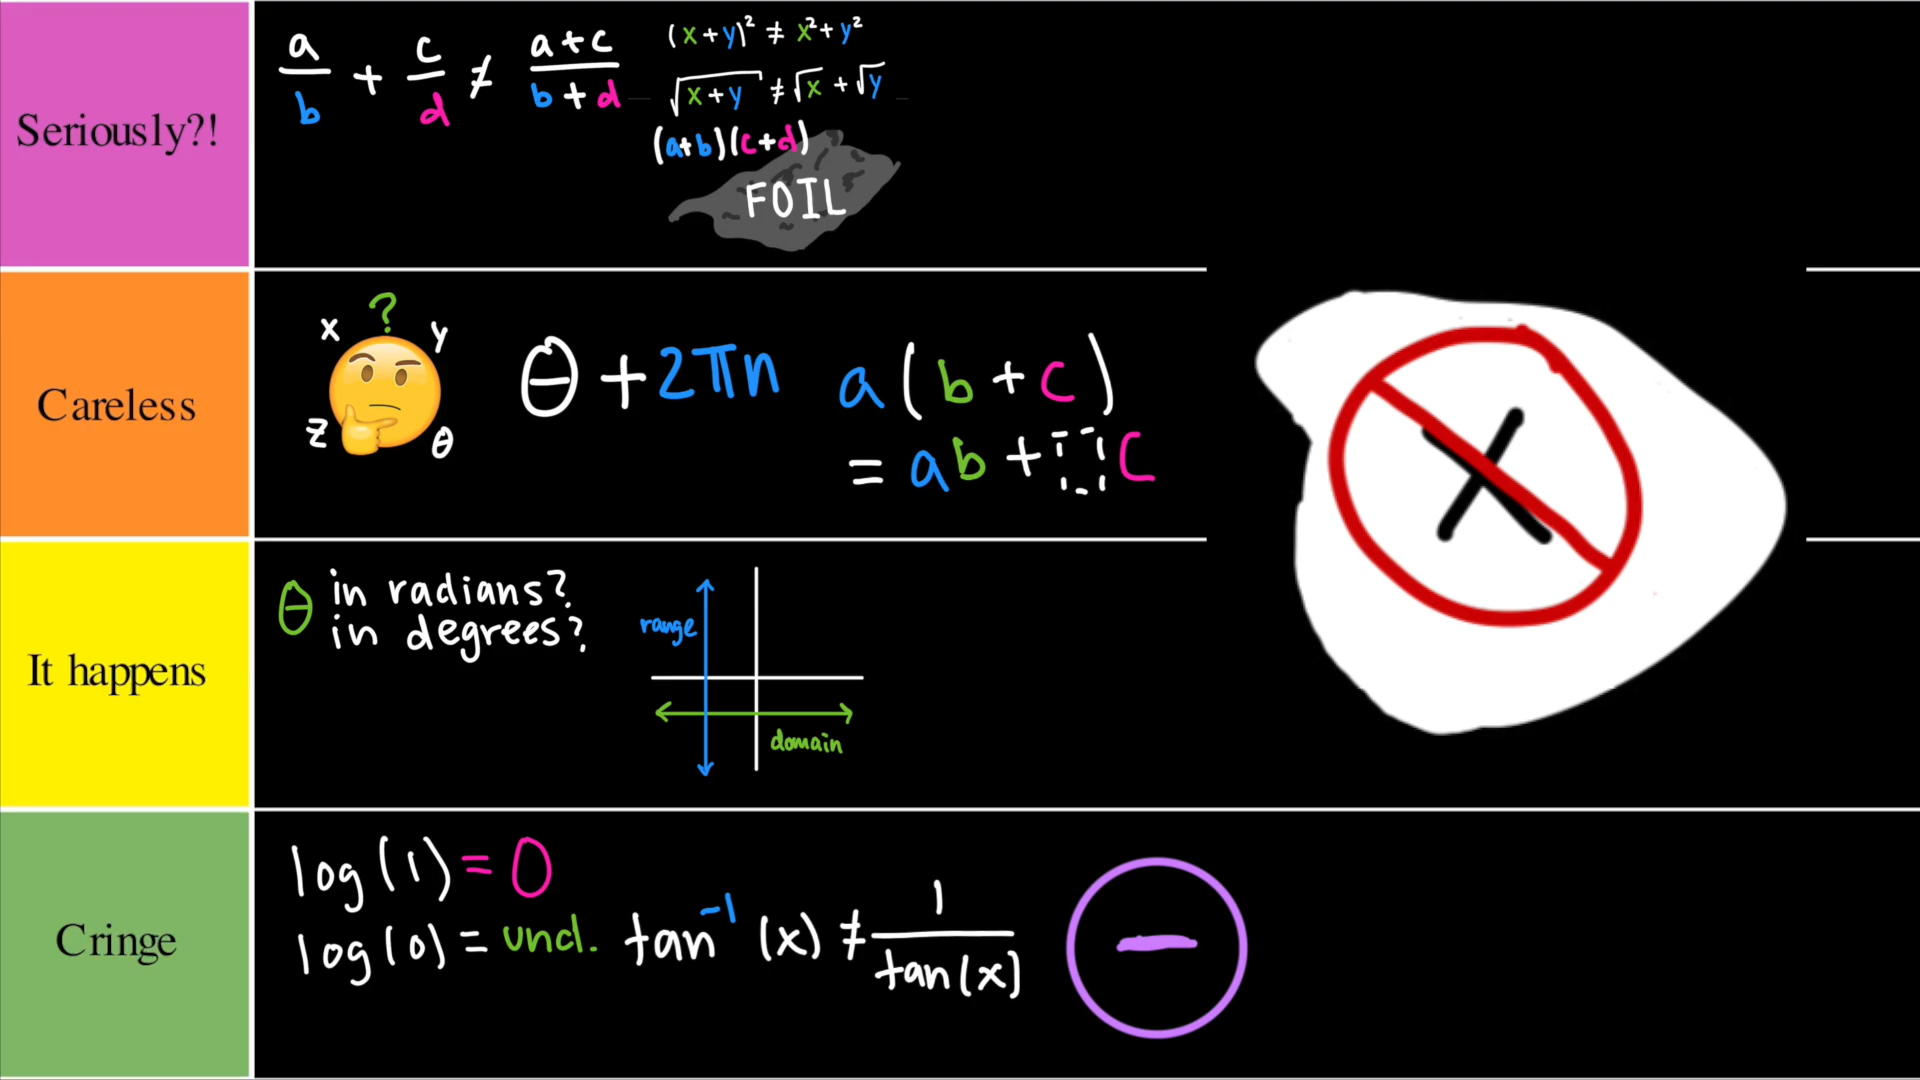 Seriously?!
a/b + c/d ≠ a+c/b+d
(x+y)² ≠ x²+y²
√x+y ≠ √x + √y
(a+b)(c+d)
FOIL
Careless
?
x y
z θ
θ + 2πn
a(b+c)
= ab + c
X
It happens
θ in radians?
in degrees?
range
domain
Cringe
log(1) = 0
log(0) = und.
tan⁻¹(x) ≠ 1/tan(x)
−